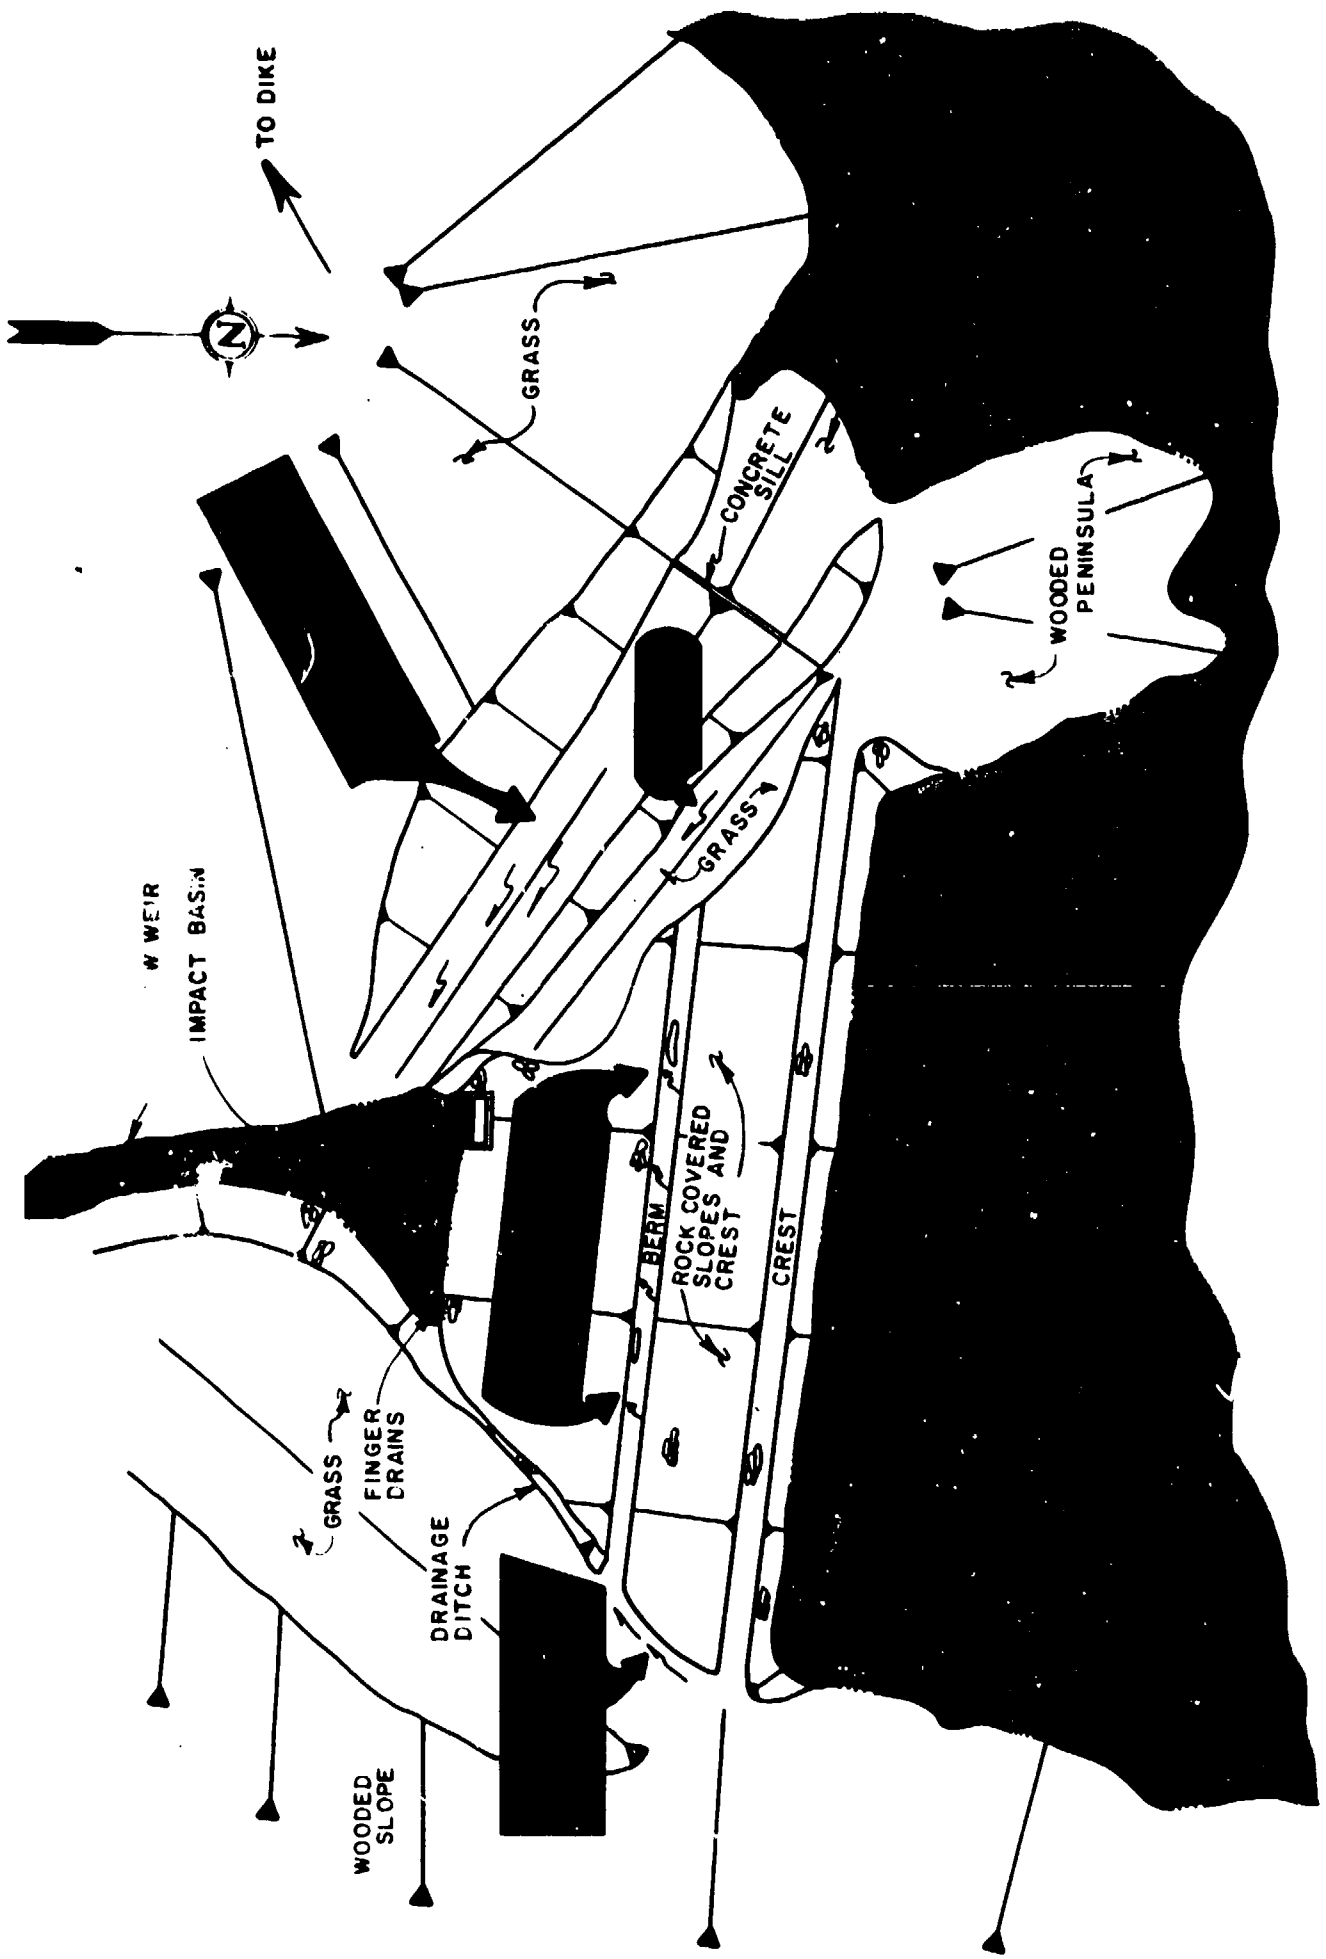 WOODED
SLOPE
DRAINAGE
DITCH
GRASS
FINGER
DRAINS
WEIR
IMPACT BASIN
N
TO DIKE
GRASS
CONCRETE
SILL
GRASS
BERM
ROCK COVERED
SLOPES AND
CREST
CREST
WOODED
PENINSULA